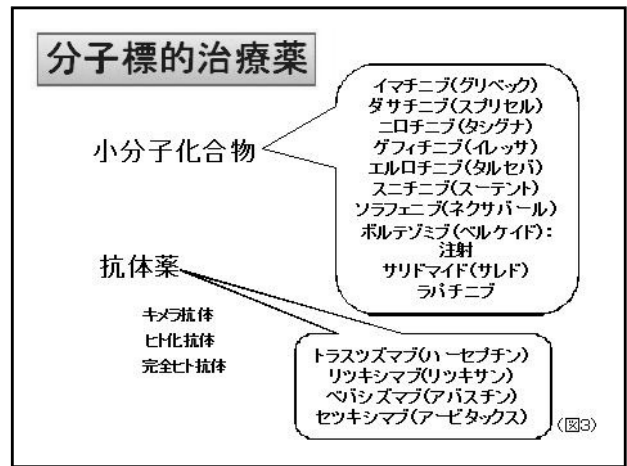 分子標的治療薬
小分子化合物
イマチニブ(グリベック)
ダサチニブ(スプリセル)
ニロチニブ(タシグナ)
ゲフィチニブ(イレッサ)
エルロチニブ(タルセバ)
スニチニブ(スーテント)
ソラフェニブ(ネクサバール)
ボルテゾミブ(ベルケイド):
注射
サリドマイド(サレド)
ラパチニブ
抗体薬
キメラ抗体
ヒト化抗体
完全ヒト抗体
トラスツズマブ(ハーセプチン)
リツキシマブ(リツキサン)
ベバシズマブ(アバスチン)
セツキシマブ(アービタックス)
(図3)